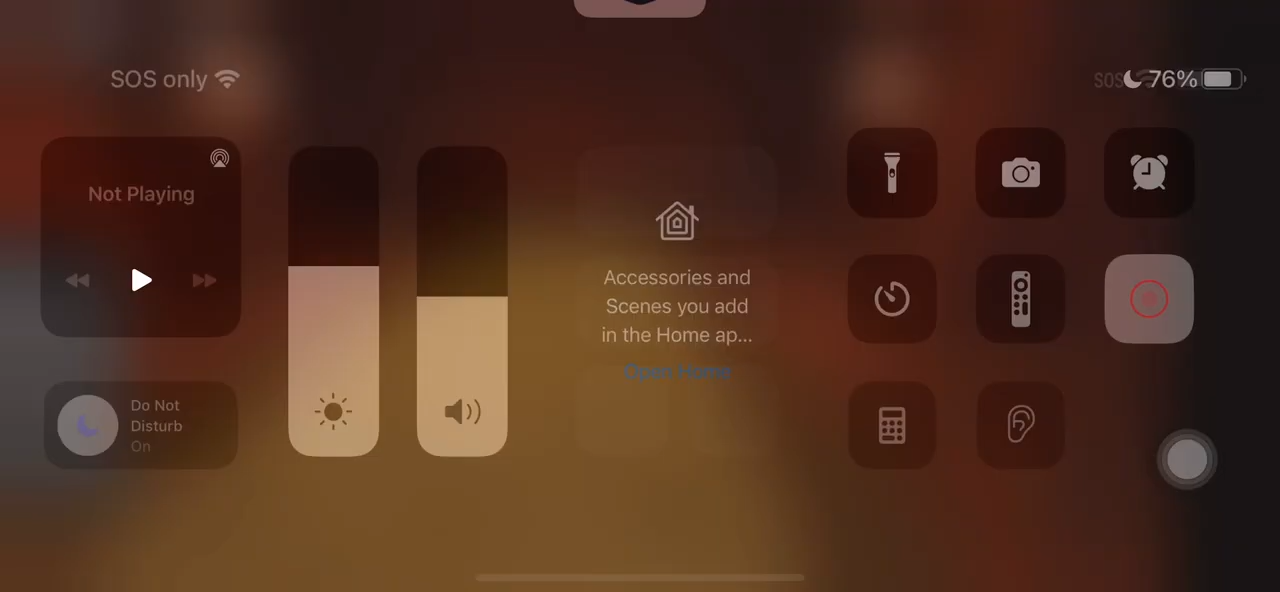 SOS only
SOS 76%
Not Playing
Do Not
Disturb
On
Accessories and
Scenes you add
in the Home ap...
Open Home